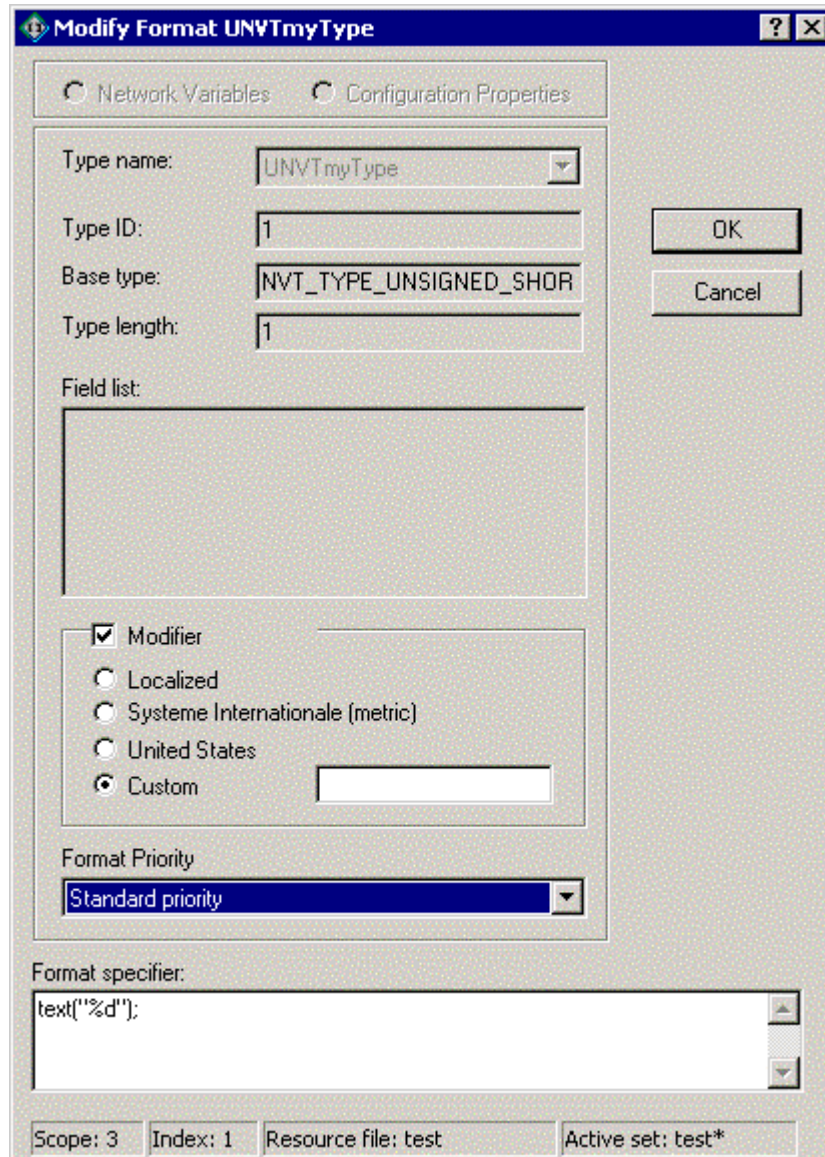 Modify Format UNVTmyType
Network Variables Configuration Properties
Type name: UNVTmyType
Type ID: 1
OK
Base type: NVT_TYPE_UNSIGNED_SHOR
Cancel
Type length: 1
Field list:
Modifier
Localized
Systeme Internationale (metric)
United States
Custom
Format Priority
Standard priority
Format specifier:
text("%d");
Scope: 3 Index: 1 Resource file: test Active set: test*